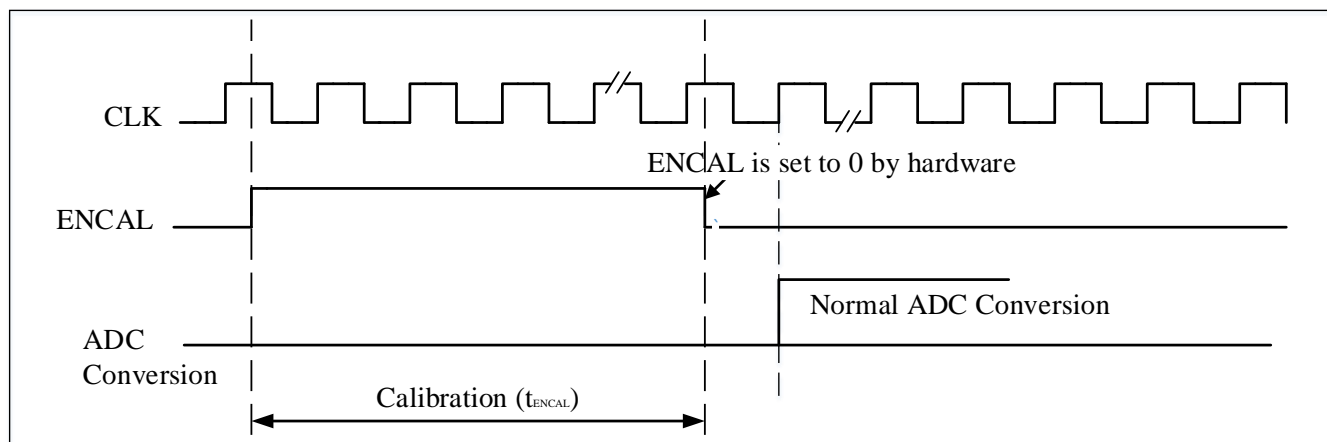 CLK
ENCAL is set to 0 by hardware
ENCAL
Normal ADC Conversion
ADC
Conversion
Calibration (tENCAL)